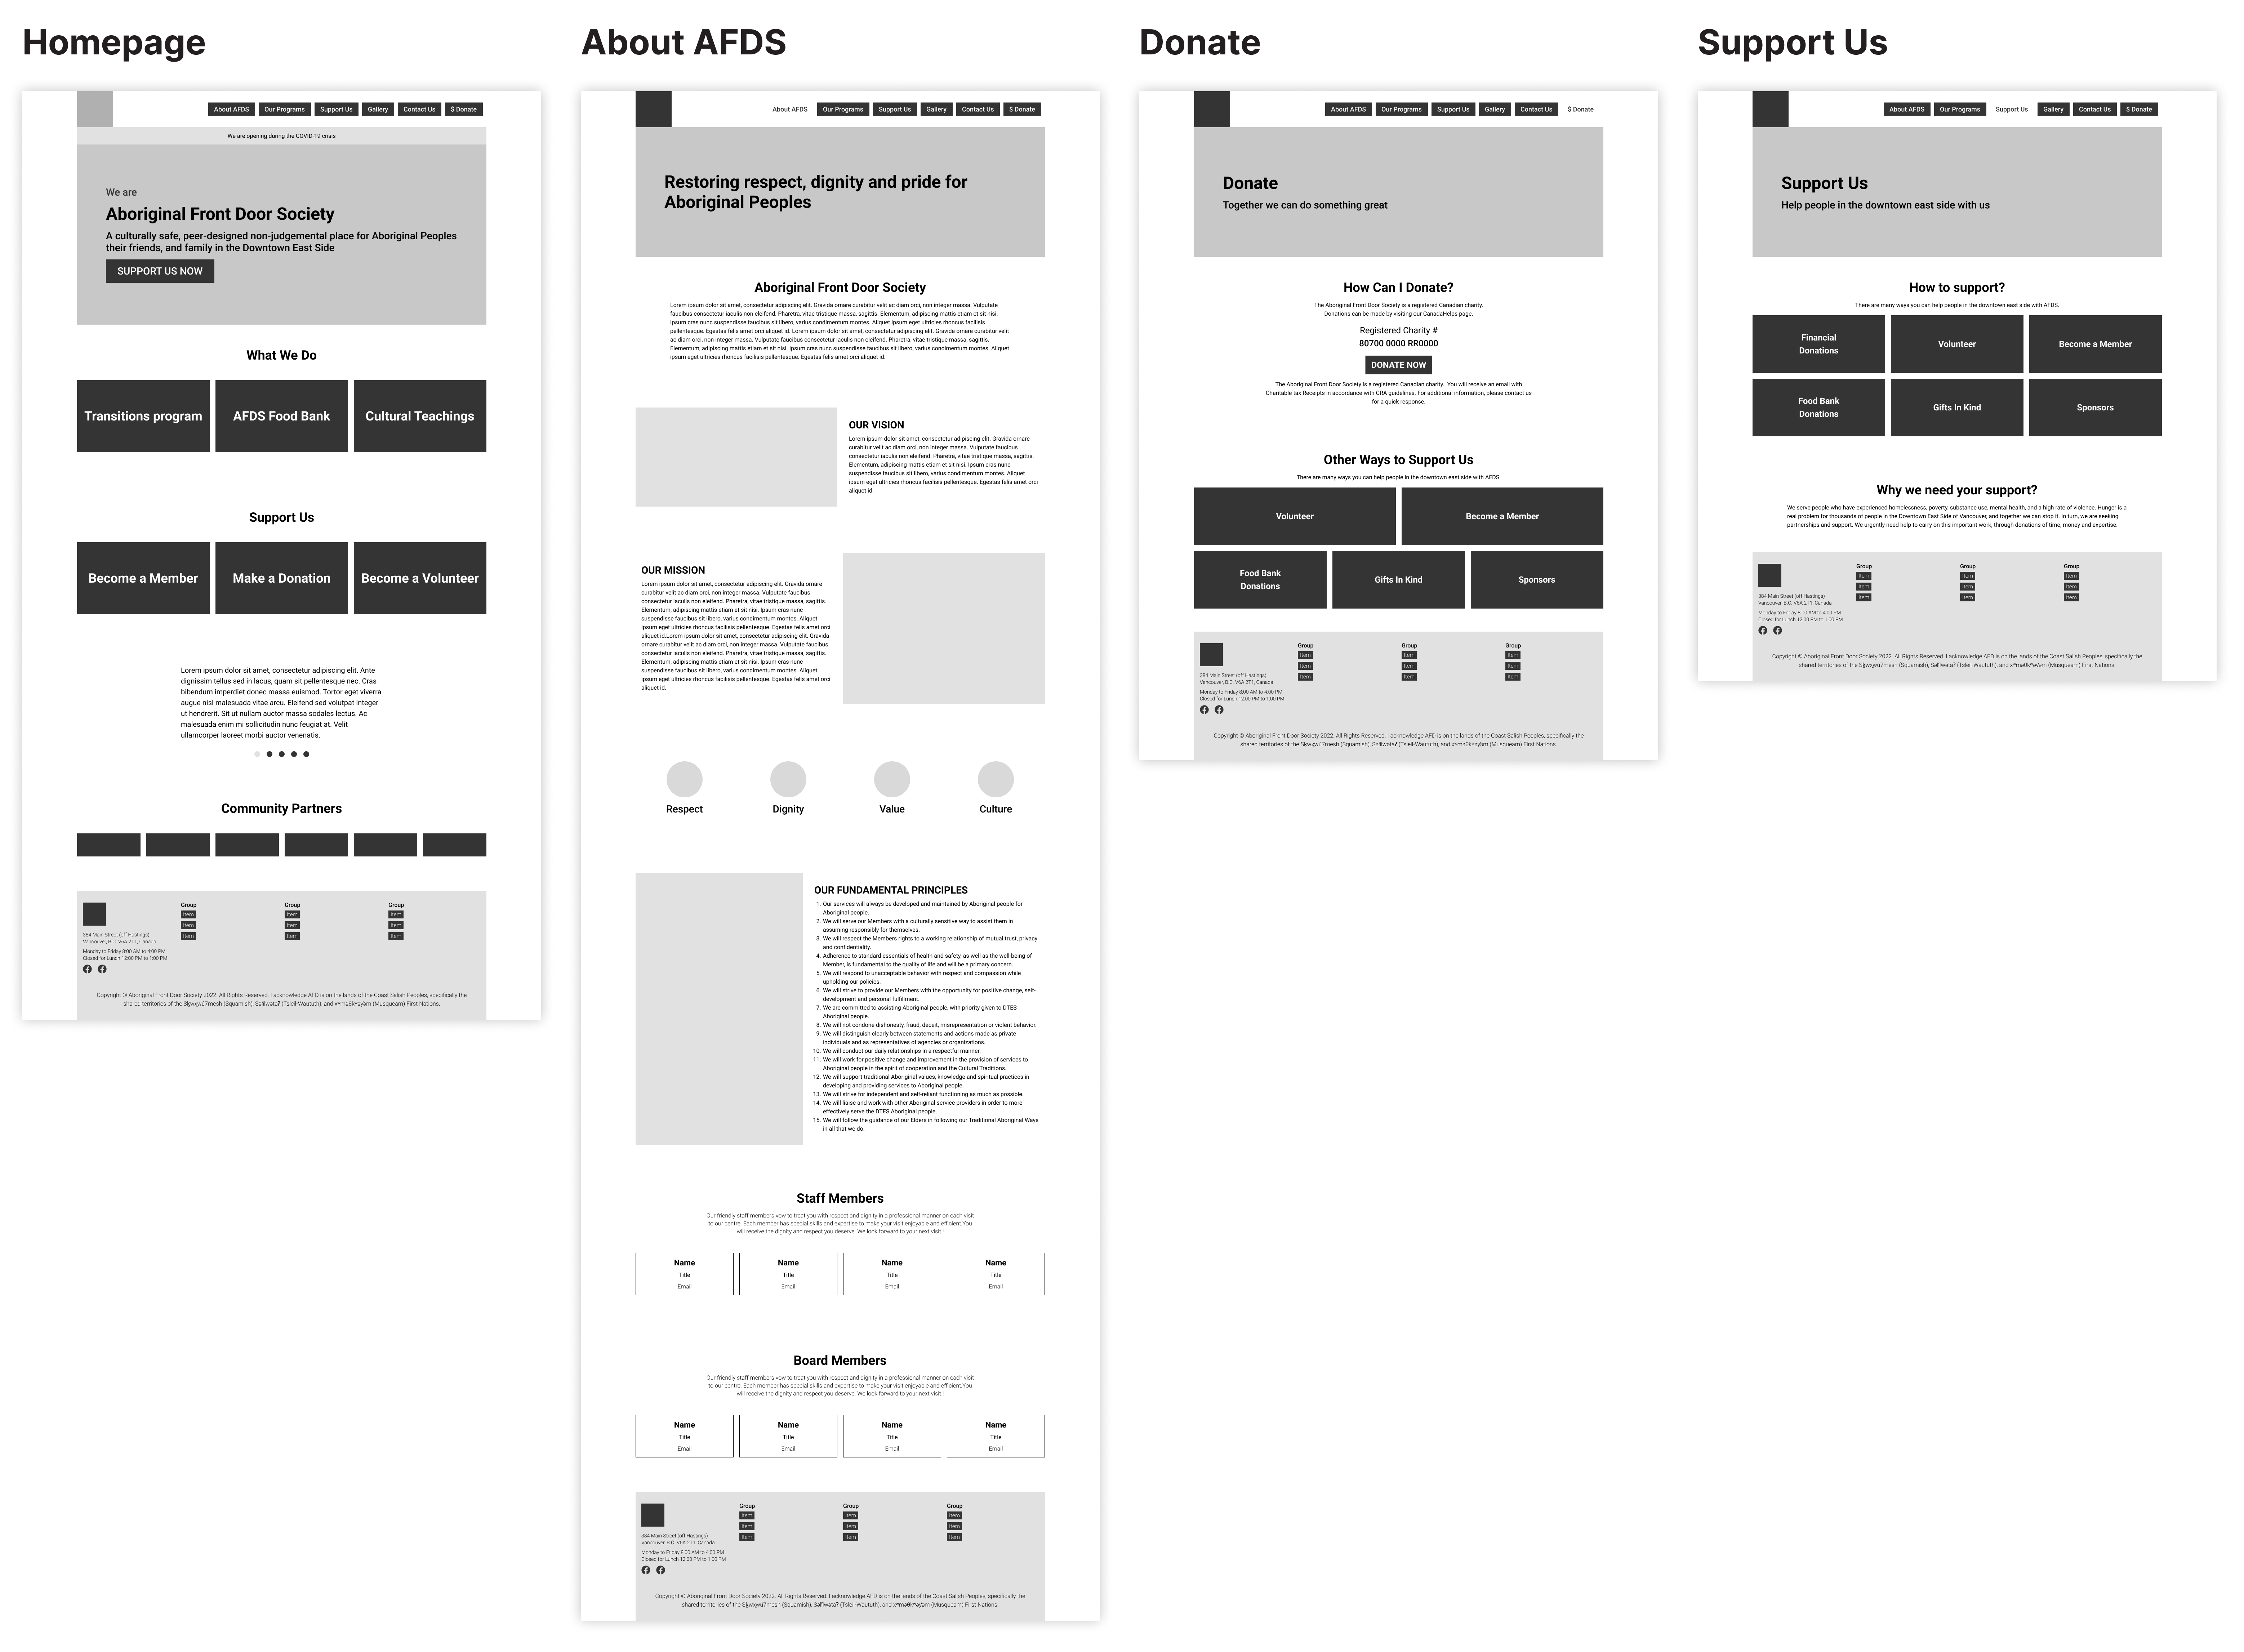 Homepage
About AFDS
Our Programs
Support Us
Gallery
Contact Us
$ Donate
We are opening during the COVID-19 crisis
We are
Aboriginal Front Door Society
A culturally safe, peer-designed non-judgemental place for Aboriginal Peoples
their friends, and family in the Downtown East Side
SUPPORT US NOW
What We Do
Transitions program
AFDS Food Bank
Cultural Teachings
Support Us
Become a Member
Make a Donation
Become a Volunteer
Lorem ipsum dolor sit amet, consectetur adipiscing elit. Ante
dignissim tellus sed in lacus, quam sit pellentesque nec. Cras
bibendum imperdiet donec massa euismod. Tortor eget viverra
augue nisl malesuada vitae arcu. Eleifend sed volutpat integer
ut hendrerit. Sit ut nullam auctor massa sodales lectus. Ac
malesuada enim mi sollicitudin nunc feugiat at. Velit
ullamcorper laoreet morbi auctor venenatis.
Community Partners
384 Main Street (off Hastings)
Vancouver, B.C. V6A 2T1, Canada
Monday to Friday 8:00 AM to 4:00 PM
Closed for Lunch 12:00 PM to 1:00 PM
Group
Item
Item
Item
Group
Item
Item
Item
Group
Item
Item
Item
Copyright © Aboriginal Front Door Society 2022. All Rights Reserved. I acknowledge AFD is on the lands of the Coast Salish Peoples, specifically the
shared territories of the (Squamish), (Tsleil-Waututh), and (Musqueam) First Nations.
About AFDS
About AFDS
Our Programs
Support Us
Gallery
Contact Us
$ Donate
Restoring respect, dignity and pride for
Aboriginal Peoples
Aboriginal Front Door Society
Lorem ipsum dolor sit amet, consectetur adipiscing elit. Gravida ornare curabitur velit ac diam orci, non integer massa. Vulputate
faucibus consectetur iaculis non eleifend. Pharetra, vitae tristique massa, sagittis. Elementum, adipiscing mattis etiam et sit nisi.
Ipsum cras nunc suspendisse faucibus sit libero, varius condimentum montes. Aliquet ipsum eget ultricies rhoncus facilisis
pellentesque. Egestas felis amet orci aliquet id. Lorem ipsum dolor sit amet, consectetur adipiscing elit. Gravida ornare curabitur velit
ac diam orci, non integer massa. Vulputate faucibus consectetur iaculis non eleifend. Pharetra, vitae tristique massa, sagittis.
Elementum, adipiscing mattis etiam et sit nisi. Ipsum cras nunc suspendisse faucibus sit libero, varius condimentum montes. Aliquet
ipsum eget ultricies rhoncus facilisis pellentesque. Egestas felis amet orci aliquet id.
OUR VISION
Lorem ipsum dolor sit amet, consectetur adipiscing elit. Gravida ornare
curabitur velit ac diam orci, non integer massa. Vulputate faucibus
consectetur iaculis non eleifend. Pharetra, vitae tristique massa, sagittis.
Elementum, adipiscing mattis etiam et sit nisi. Ipsum cras nunc
suspendisse faucibus sit libero, varius condimentum montes. Aliquet
ipsum eget ultricies rhoncus facilisis pellentesque. Egestas felis amet orci
aliquet id.
OUR MISSION
Lorem ipsum dolor sit amet, consectetur adipiscing elit. Gravida ornare
curabitur velit ac diam orci, non integer massa. Vulputate faucibus
consectetur iaculis non eleifend. Pharetra, vitae tristique massa, sagittis.
Elementum, adipiscing mattis etiam et sit nisi. Ipsum cras nunc
suspendisse faucibus sit libero, varius condimentum montes. Aliquet
ipsum eget ultricies rhoncus facilisis pellentesque. Egestas felis amet orci
aliquet id.Lorem ipsum dolor sit amet, consectetur adipiscing elit. Gravida
ornare curabitur velit ac diam orci, non integer massa. Vulputate faucibus
consectetur iaculis non eleifend. Pharetra, vitae tristique massa, sagittis.
Elementum, adipiscing mattis etiam et sit nisi. Ipsum cras nunc
suspendisse faucibus sit libero, varius condimentum montes. Aliquet
ipsum eget ultricies rhoncus facilisis pellentesque. Egestas felis amet orci
aliquet id.
Respect
Dignity
Value
Culture
OUR FUNDAMENTAL PRINCIPLES
1. Our services will always be developed and maintained by Aboriginal people for
Aboriginal people.
2. We will serve our Members with a culturally sensitive way to assist them in
assuming responsibly for themselves.
3. We will respect the Members rights to a working relationship of mutual trust, privacy
and confidentiality.
4. Adherence to standard essentials of health and safety, as well as the well-being of
Member, is fundamental to the quality of life and will be a primary concern.
5. We will respond to unacceptable behavior with respect and compassion while
upholding our policies.
6. We will strive to provide our Members with the opportunity for positive change, self-
development and personal fulfillment.
7. We are committed to assisting Aboriginal people, with priority given to DTES
Aboriginal people.
8. We will not condone dishonesty, fraud, deceit, misrepresentation or violent behavior.
9. We will distinguish clearly between statements and actions made as private
individuals and as representatives of agencies or organizations.
10. We will conduct our daily relationships in a respectful manner.
11. We will work for positive change and improvement in the provision of services to
Aboriginal people in the spirit of cooperation and the Cultural Traditions.
12. We will support traditional Aboriginal values, knowledge and spiritual practices in
developing and providing services to Aboriginal people.
13. We will strive for independent and self-reliant functioning as much as possible.
14. We will liaise and work with other Aboriginal service providers in order to more
effectively serve the DTES Aboriginal people.
15. We will follow the guidance of our Elders in following our Traditional Aboriginal Ways
in all that we do.
Staff Members
Our friendly staff members vow to treat you with respect and dignity in a professional manner on each visit
to our centre. Each member has special skills and expertise to make your visit enjoyable and efficient.You
will receive the dignity and respect you deserve. We look forward to your next visit !
Name
Title
Email
Name
Title
Email
Name
Title
Email
Name
Title
Email
Board Members
Our friendly staff members vow to treat you with respect and dignity in a professional manner on each visit
to our centre. Each member has special skills and expertise to make your visit enjoyable and efficient.You
will receive the dignity and respect you deserve. We look forward to your next visit !
Name
Title
Email
Name
Title
Email
Name
Title
Email
Name
Title
Email
384 Main Street (off Hastings)
Vancouver, B.C. V6A 2T1, Canada
Monday to Friday 8:00 AM to 4:00 PM
Closed for Lunch 12:00 PM to 1:00 PM
Group
Item
Item
Item
Group
Item
Item
Item
Group
Item
Item
Item
Copyright © Aboriginal Front Door Society 2022. All Rights Reserved. I acknowledge AFD is on the lands of the Coast Salish Peoples, specifically the
shared territories of the (Squamish), (Tsleil-Waututh), and (Musqueam) First Nations.
Donate
About AFDS
Our Programs
Support Us
Gallery
Contact Us
$ Donate
Donate
Together we can do something great
How Can I Donate?
The Aboriginal Front Door Society is a registered Canadian charity.
Donations can be made by visiting our CanadaHelps page.
Registered Charity #
80700 0000 RR0000
DONATE NOW
The Aboriginal Front Door Society is a registered Canadian charity. You will receive an email with
Charitable tax Receipts in accordance with CRA guidelines. For additional information, please contact us
for a quick response.
Other Ways to Support Us
There are many ways you can help people in the downtown east side with AFDS.
Volunteer
Become a Member
Food Bank
Donations
Gifts In Kind
Sponsors
384 Main Street (off Hastings)
Vancouver, B.C. V6A 2T1, Canada
Monday to Friday 8:00 AM to 4:00 PM
Closed for Lunch 12:00 PM to 1:00 PM
Group
Item
Item
Item
Group
Item
Item
Item
Group
Item
Item
Item
Copyright © Aboriginal Front Door Society 2022. All Rights Reserved. I acknowledge AFD is on the lands of the Coast Salish Peoples, specifically the
shared territories of the (Squamish), (Tsleil-Waututh), and (Musqueam) First Nations.
Support Us
About AFDS
Our Programs
Support Us
Gallery
Contact Us
$ Donate
Support Us
Help people in the downtown east side with us
How to support?
There are many ways you can help people in the downtown east side with AFDS.
Financial
Donations
Volunteer
Become a Member
Food Bank
Donations
Gifts In Kind
Sponsors
Why we need your support?
We serve people who have experienced homelessness, poverty, substance use, mental health, and a high rate of violence. Hunger is a
real problem for thousands of people in the Downtown East Side of Vancouver, and together we can stop it. In turn, we are seeking
partnerships and support. We urgently need help to carry on this important work, through donations of time, money and expertise.
384 Main Street (off Hastings)
Vancouver, B.C. V6A 2T1, Canada
Monday to Friday 8:00 AM to 4:00 PM
Closed for Lunch 12:00 PM to 1:00 PM
Group
Item
Item
Item
Group
Item
Item
Item
Group
Item
Item
Item
Copyright © Aboriginal Front Door Society 2022. All Rights Reserved. I acknowledge AFD is on the lands of the Coast Salish Peoples, specifically the
shared territories of the (Squamish), (Tsleil-Waututh), and (Musqueam) First Nations.